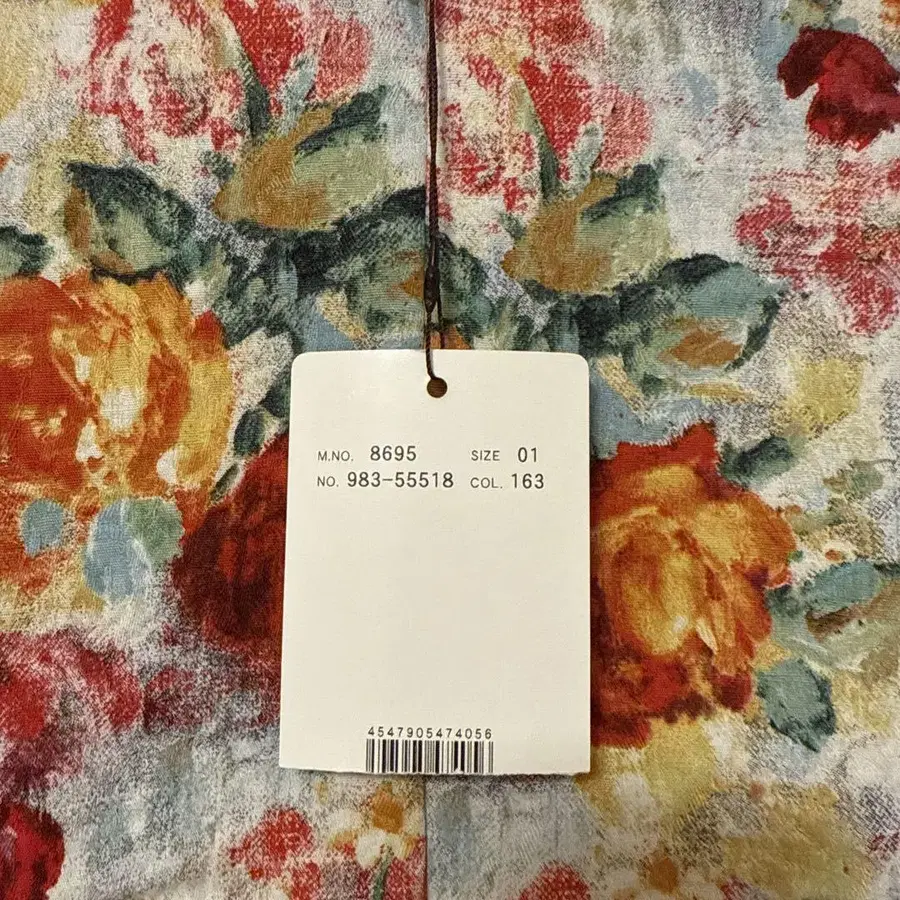 M.NO. 8695 SIZE 01
NO. 983-55518 COL. 163
4547905474056